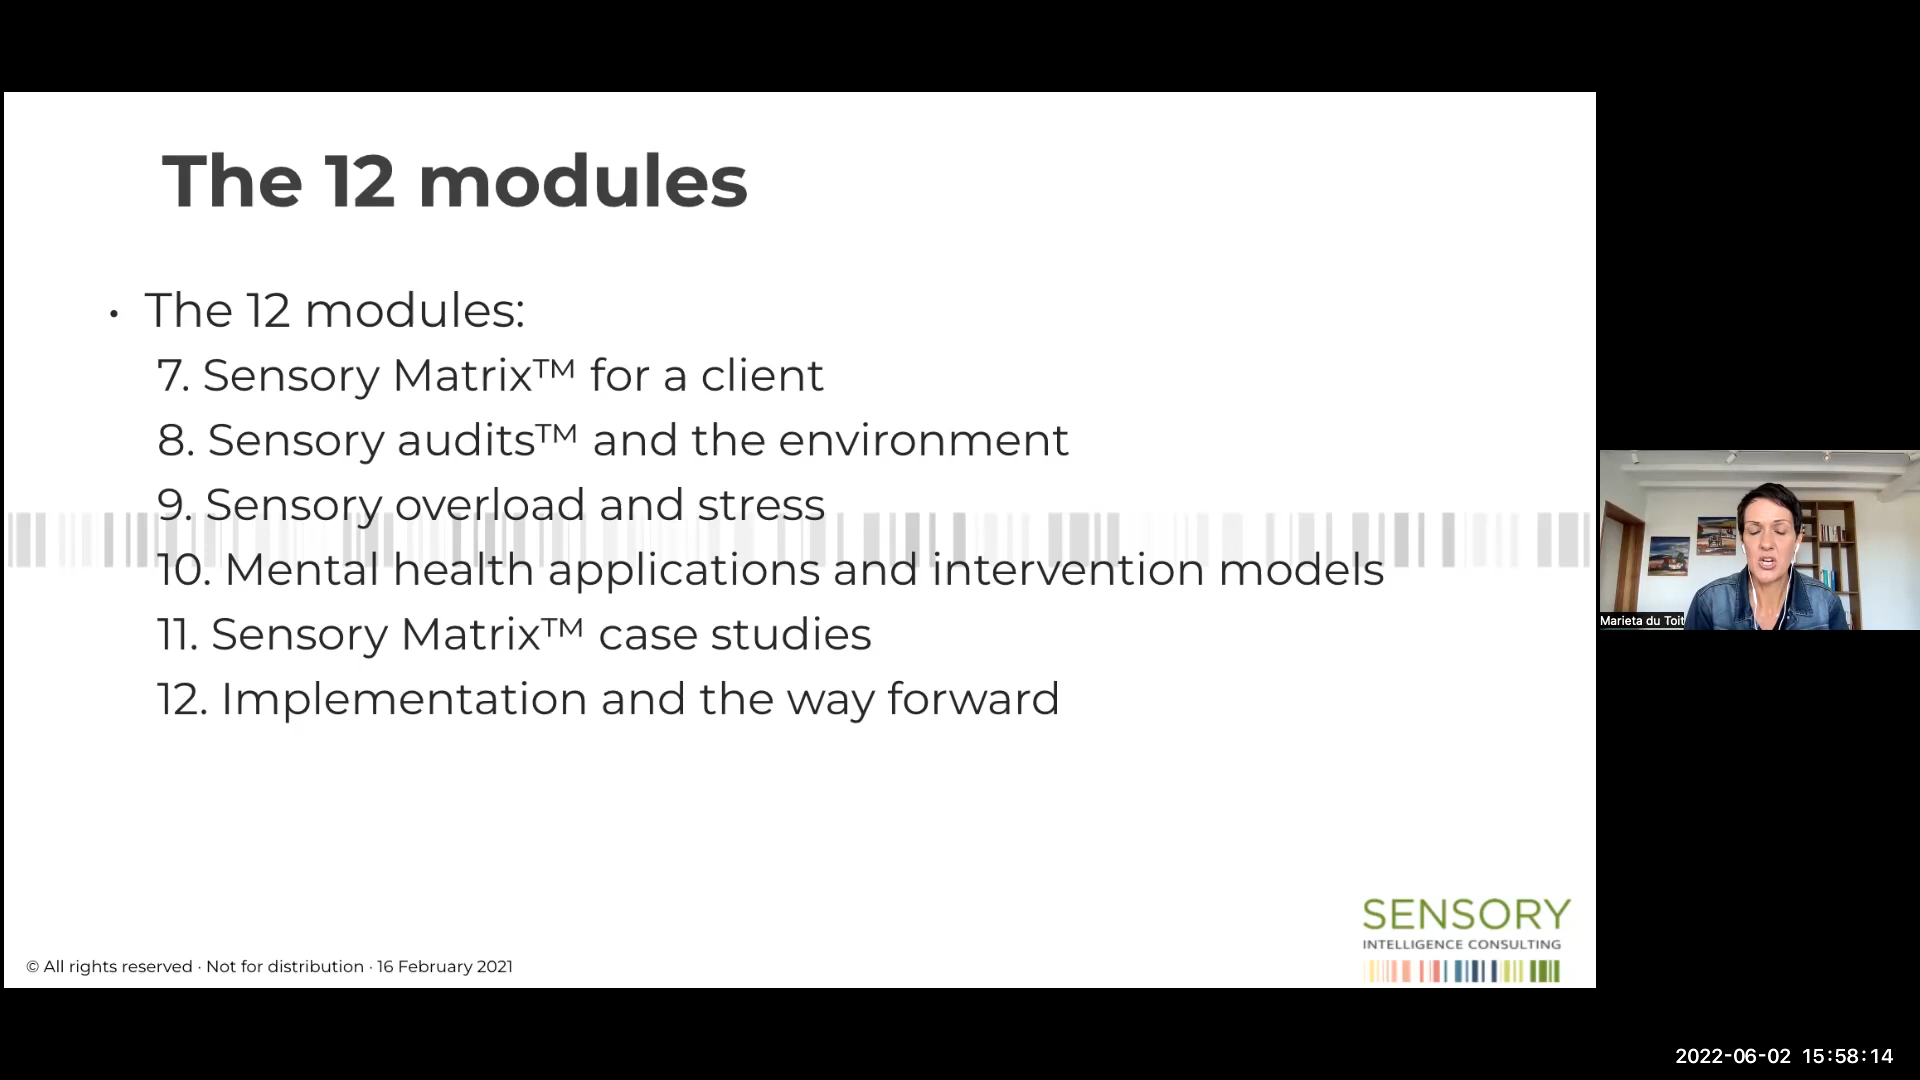 The 12 modules
• The 12 modules:
7. Sensory Matrix™ for a client
8. Sensory audits™ and the environment
9. Sensory overload and stress
10. Mental health applications and intervention models
11. Sensory Matrix™ case studies
12. Implementation and the way forward
Marieta du Toit
SENSORY
INTELLIGENCE CONSULTING
© All rights reserved · Not for distribution · 16 February 2021
2022-06-02 15:58:14